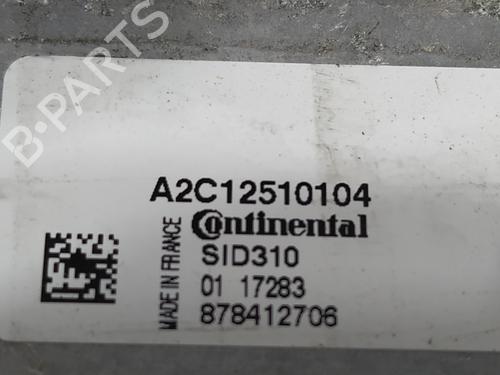 B-PARTS
A2C12510104
Continental
SID310
01 17283
878412706
MADE IN FRANCE